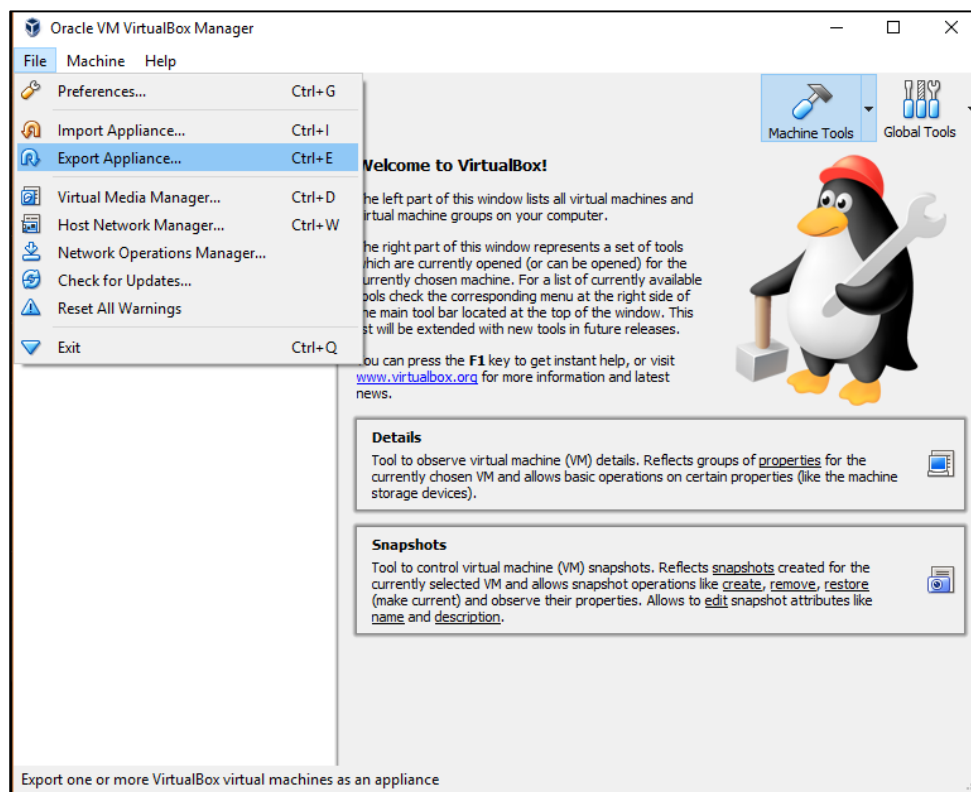 Oracle VM VirtualBox Manager
File Machine Help
Preferences... Ctrl+G
Import Appliance... Ctrl+I
Export Appliance... Ctrl+E
Virtual Media Manager... Ctrl+D
Host Network Manager... Ctrl+W
Network Operations Manager...
Check for Updates...
Reset All Warnings
Exit Ctrl+Q
Machine Tools
Global Tools
Welcome to VirtualBox!
left part of this window lists all virtual machines and
virtual machine groups on your computer.
right part of this window represents a set of tools
which are currently opened (or can be opened) for the
currently chosen machine. For a list of currently available
tools check the corresponding menu at the right side of
main tool bar located at the top of the window. This
will be extended with new tools in future releases.
You can press the F1 key to get instant help, or visit
www.virtualbox.org for more information and latest
news.
Details
Tool to observe virtual machine (VM) details. Reflects groups of properties for the
currently chosen VM and allows basic operations on certain properties (like the machine
storage devices).
Snapshots
Tool to control virtual machine (VM) snapshots. Reflects snapshots created for the
currently selected VM and allows snapshot operations like create, remove, restore
(make current) and observe their properties. Allows to edit snapshot attributes like
name and description.
Export one or more VirtualBox virtual machines as an appliance